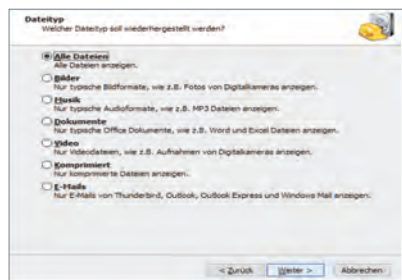 Dateityp
Welcher Dateityp soll wiederhergestellt werden?
Alle Dateien
Alle Dateien anzeigen.
Bilder
Nur typische Bildformate, wie z.B. Fotos von Digitalkameras anzeigen.
Musik
Nur typische Audioformate, wie z.B. MP3 Dateien anzeigen.
Dokumente
Nur typische Office Dokumente, wie z.B. Word und Excel Dateien anzeigen.
Video
Nur Videodateien, wie z.B. Aufnahmen von Digitalkameras anzeigen.
Komprimiert
Nur komprimierte Dateien anzeigen.
E-Mails
Nur E-Mails von Thunderbird, Outlook, Outlook Express und Windows Mail anzeigen.
< Zurück Weiter > Abbrechen